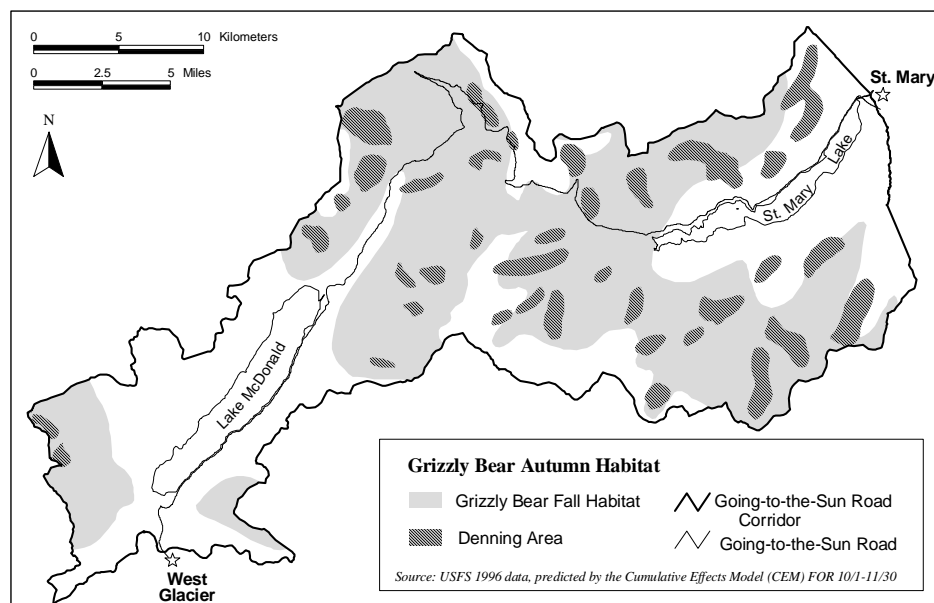 0 5 10 Kilometers
0 2.5 5 Miles
N
St. Mary
St. Mary Lake
Lake McDonald
West
Glacier
Grizzly Bear Autumn Habitat
Grizzly Bear Fall Habitat
Denning Area
Going-to-the-Sun Road
Corridor
Going-to-the-Sun Road
Source: USFS 1996 data, predicted by the Cumulative Effects Model (CEM) FOR 10/1-11/30